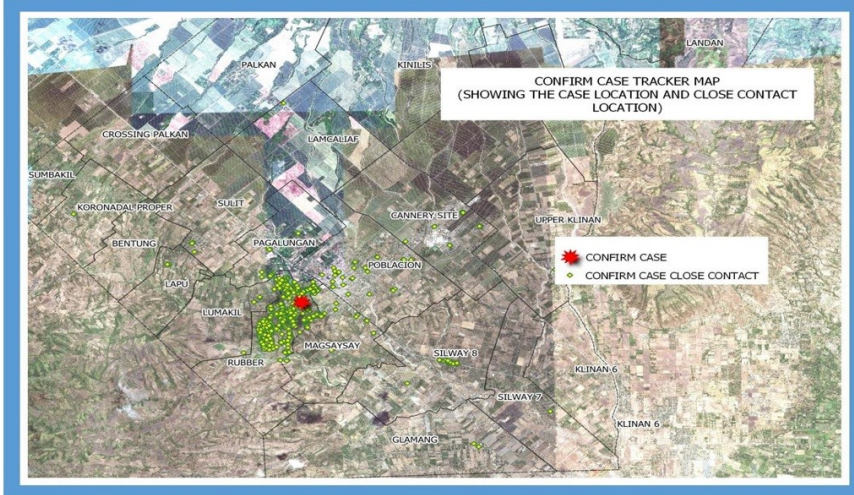 LANDAN
PALKAN
KINILIS
CONFIRM CASE TRACKER MAP
(SHOWING THE CASE LOCATION AND CLOSE CONTACT
LOCATION)
CROSSING PALKAN
LAMCALIAF
SUMBAKIL
KORONADAL PROPER
SULIT
CANNERY SITE
UPPER KLINAN
BENTUNG
PAGALUNGAN
POBLACION
CONFIRM CASE
CONFIRM CASE CLOSE CONTACT
LAPU
LUMAKIL
MAGSAYSAY
SILWAY 8
RUBBER
KLINAN 6
SILWAY 7
KLINAN 6
GLAMANG